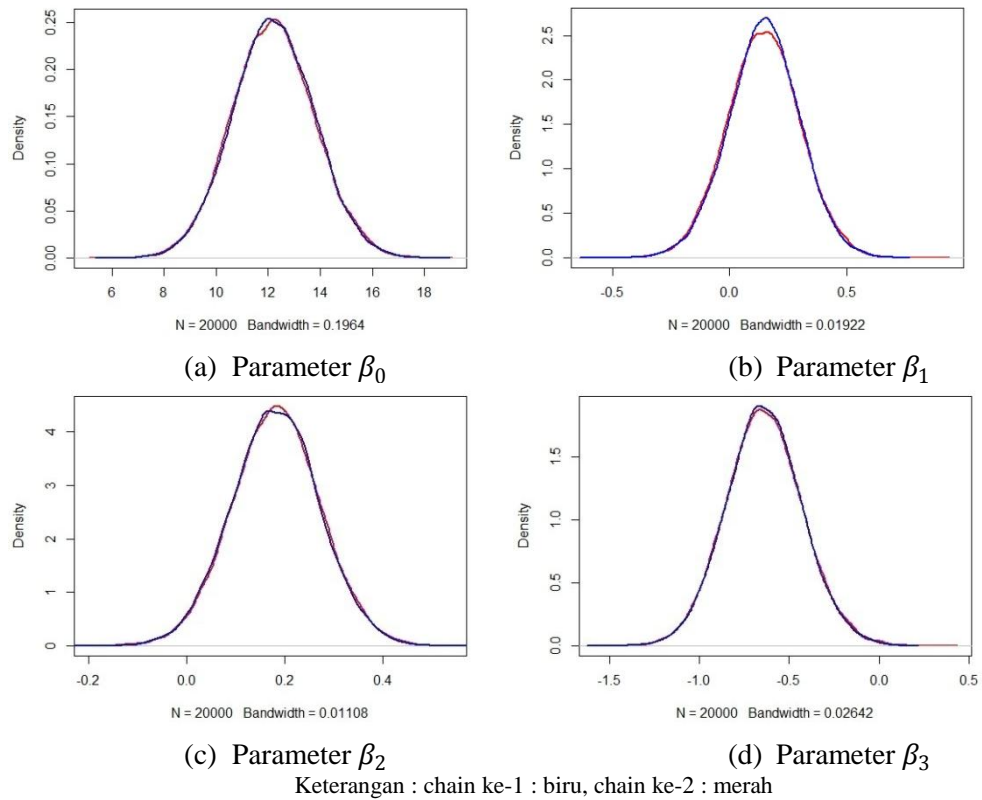 Density
0.00 0.05 0.10 0.15 0.20 0.25
6 8 10 12 14 16 18
N = 20000 Bandwidth = 0.1964
(a) Parameter β₀
Density
0.0 0.5 1.0 1.5 2.0 2.5
-0.5 0.0 0.5
N = 20000 Bandwidth = 0.01922
(b) Parameter β₁
Density
0 1 2 3 4
-0.2 0.0 0.2 0.4
N = 20000 Bandwidth = 0.01108
(c) Parameter β₂
Density
0.0 0.5 1.0 1.5
-1.5 -1.0 -0.5 0.0 0.5
N = 20000 Bandwidth = 0.02642
(d) Parameter β₃
Keterangan : chain ke-1 : biru, chain ke-2 : merah